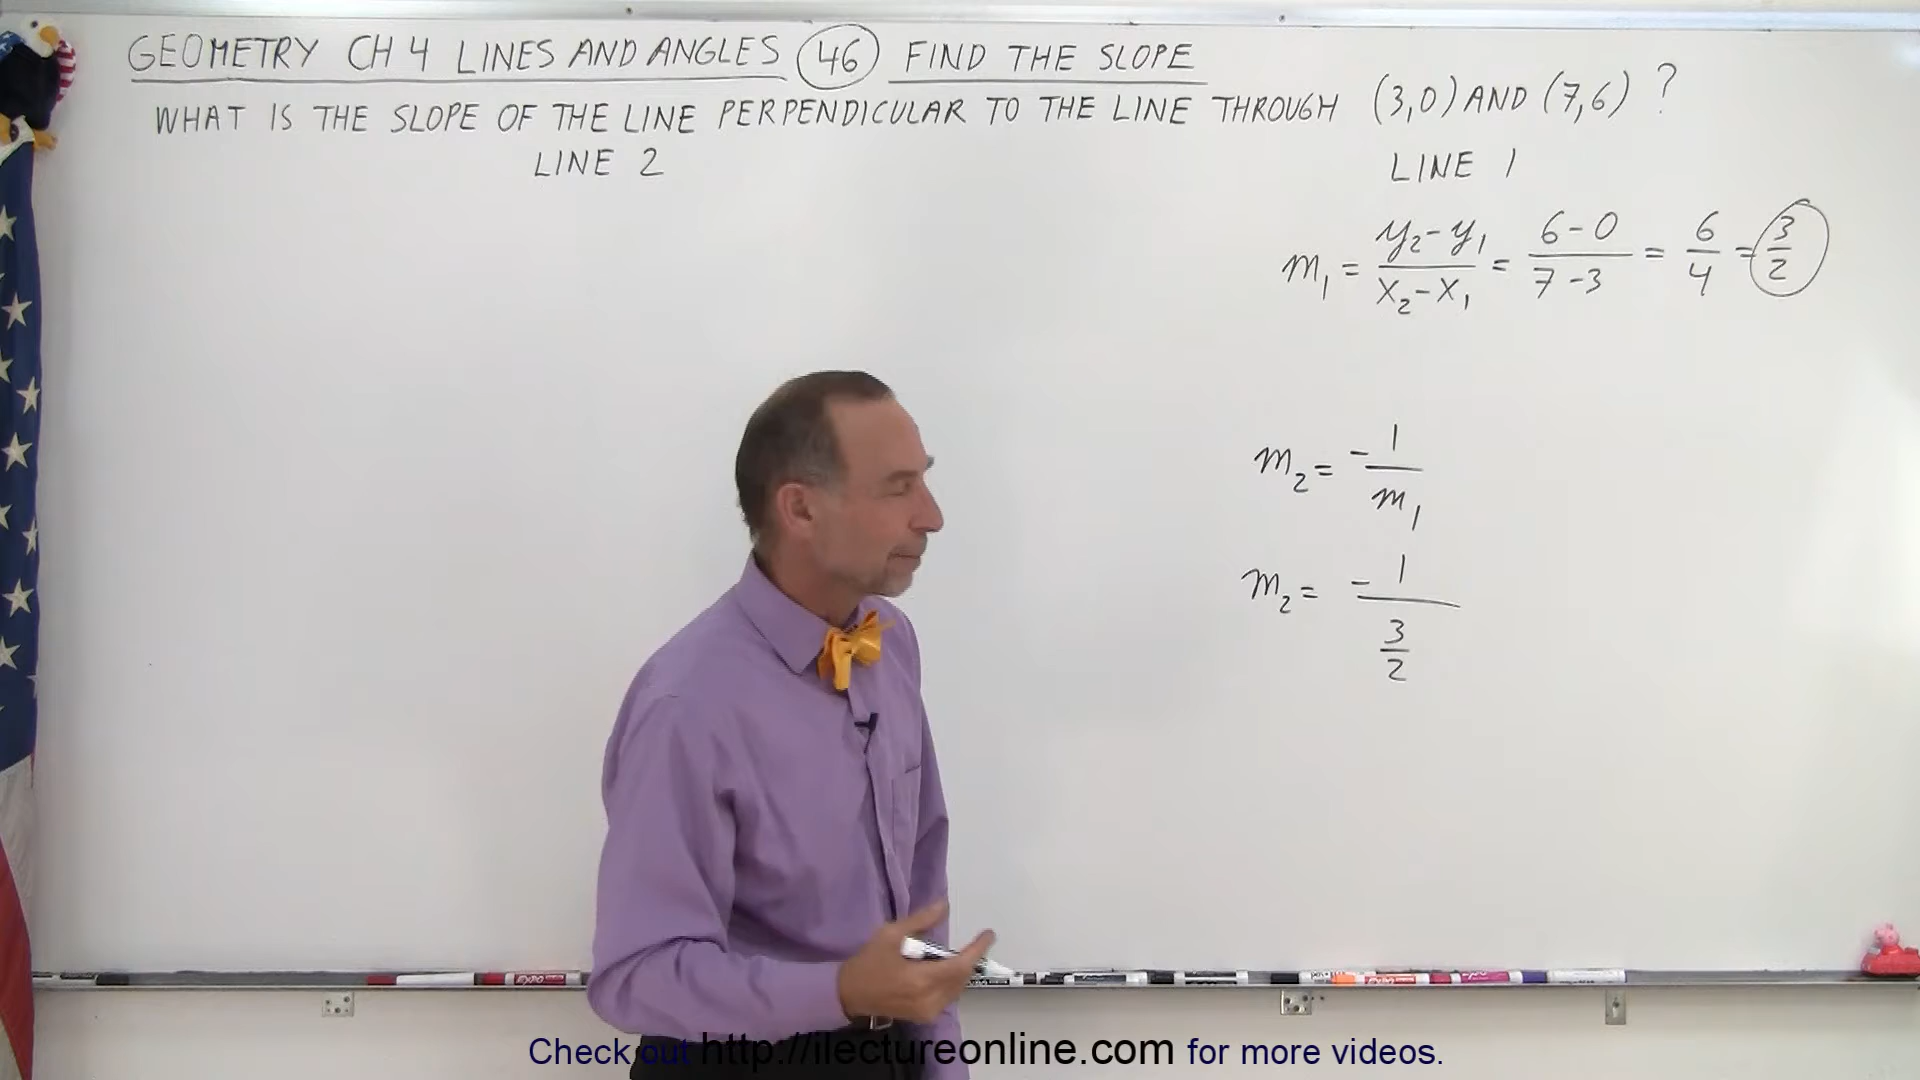 GEOMETRY CH 4 LINES AND ANGLES 46 FIND THE SLOPE
WHAT IS THE SLOPE OF THE LINE PERPENDICULAR TO THE LINE THROUGH (3,0) AND (7,6) ?
LINE 2 LINE 1
m₁ = y₂-y₁/x₂-x₁ = 6-0/7-3 = 6/4 = 3/2
m₂ = -1/m₁
m₂ = -1/(3/2)
Check out http://ilectureonline.com for more videos.